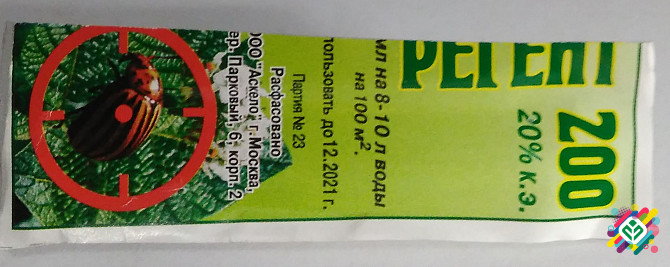 РЕГЕНТ
200
20% к.э.
мл на 8-10 л воды
на 100 м².
пользовать до 12.2021 г.
Партия № 23
Расфасовано
ООО "Аскело" г. Москва,
ер. Парковый, 6, корп. 2